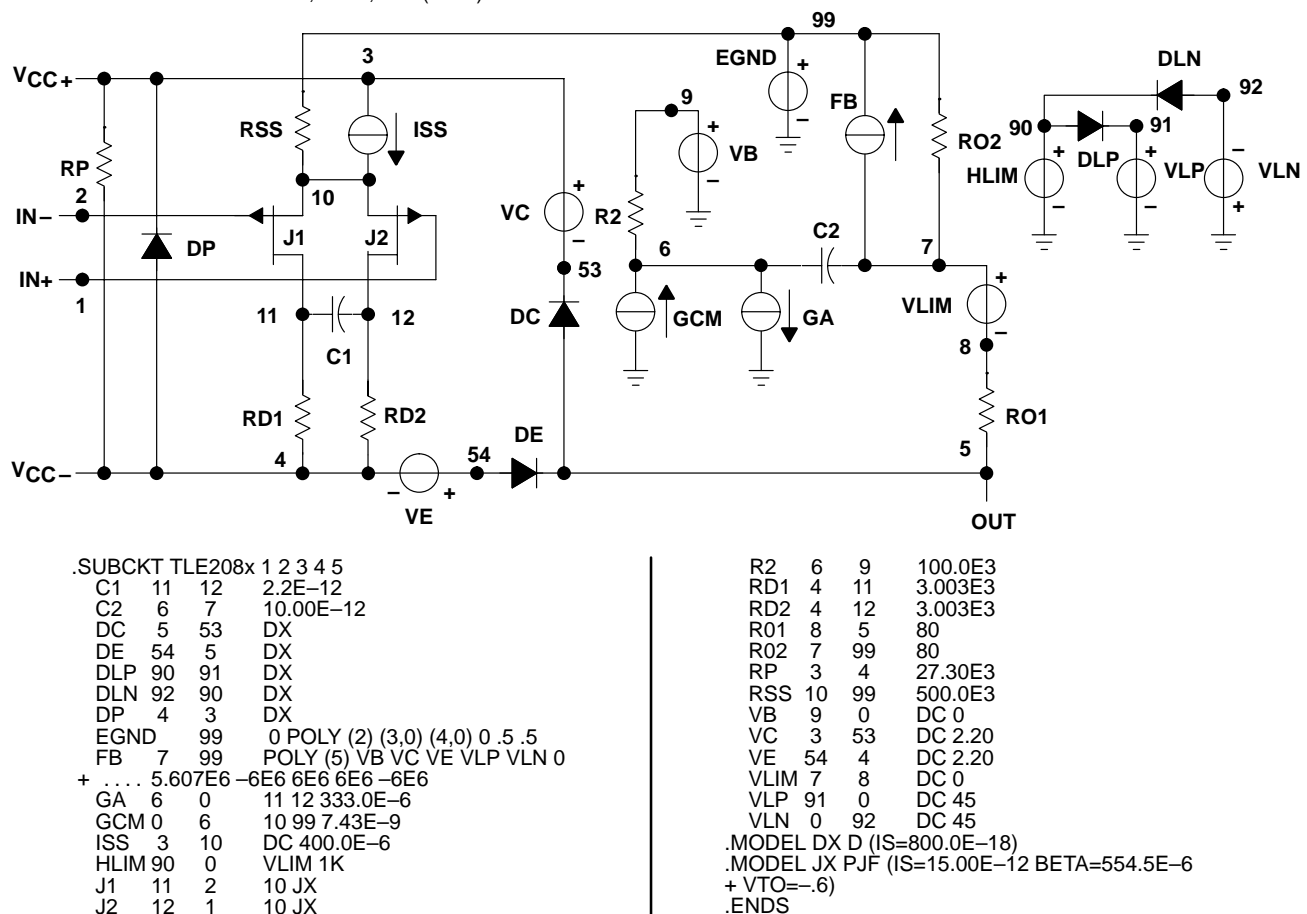 99
3
EGND
+
–
FB
DLN
92
VCC+
RSS
ISS
9
VB
+
–
RO2
90
DLP
91
HLIM
+
–
VLP
+
–
VLN
–
+
RP
2
IN–
10
J1
J2
DP
VC
+
–
R2
6
C2
7
IN+
1
53
11
12
C1
DC
GCM
GA
VLIM
+
–
8
RD1
RD2
RO1
VCC–
4
–
+
VE
54
DE
5
OUT
.SUBCKT TLE208x 1 2 3 4 5
C1 11 12 2.2E–12
C2 6 7 10.00E–12
DC 5 53 DX
DE 54 5 DX
DLP 90 91 DX
DLN 92 90 DX
DP 4 3 DX
EGND 99 0 POLY (2) (3,0) (4,0) 0 .5 .5
FB 7 99 POLY (5) VB VC VE VLP VLN 0
+ . . . . 5.607E6 –6E6 6E6 6E6 –6E6
GA 6 0 11 12 333.0E–6
GCM 0 6 10 99 7.43E–9
ISS 3 10 DC 400.0E–6
HLIM 90 0 VLIM 1K
J1 11 2 10 JX
J2 12 1 10 JX
R2 6 9 100.0E3
RD1 4 11 3.003E3
RD2 4 12 3.003E3
R01 8 5 80
R02 7 99 80
RP 3 4 27.30E3
RSS 10 99 500.0E3
VB 9 0 DC 0
VC 3 53 DC 2.20
VE 54 4 DC 2.20
VLIM 7 8 DC 0
VLP 91 0 DC 45
VLN 0 92 DC 45
.MODEL DX D (IS=800.0E–18)
.MODEL JX PJF (IS=15.00E–12 BETA=554.5E–6
+ VTO=–.6)
.ENDS